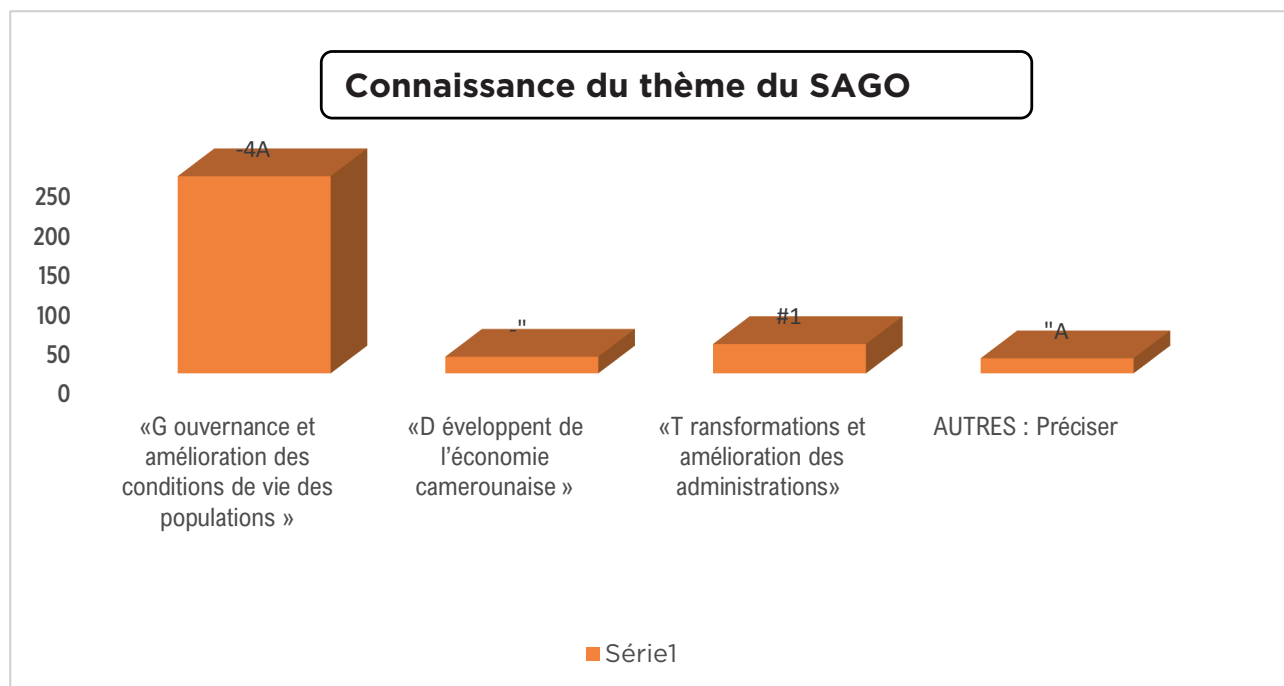 Connaissance du thème du SAGO
-4A
-"
#1
"A
250
200
150
100
50
0
«G ouvernance et
amélioration des
conditions de vie des
populations »
«D éveloppent de
l'économie
camerounaise »
«T ransformations et
amélioration des
administrations»
AUTRES : Préciser
Série1